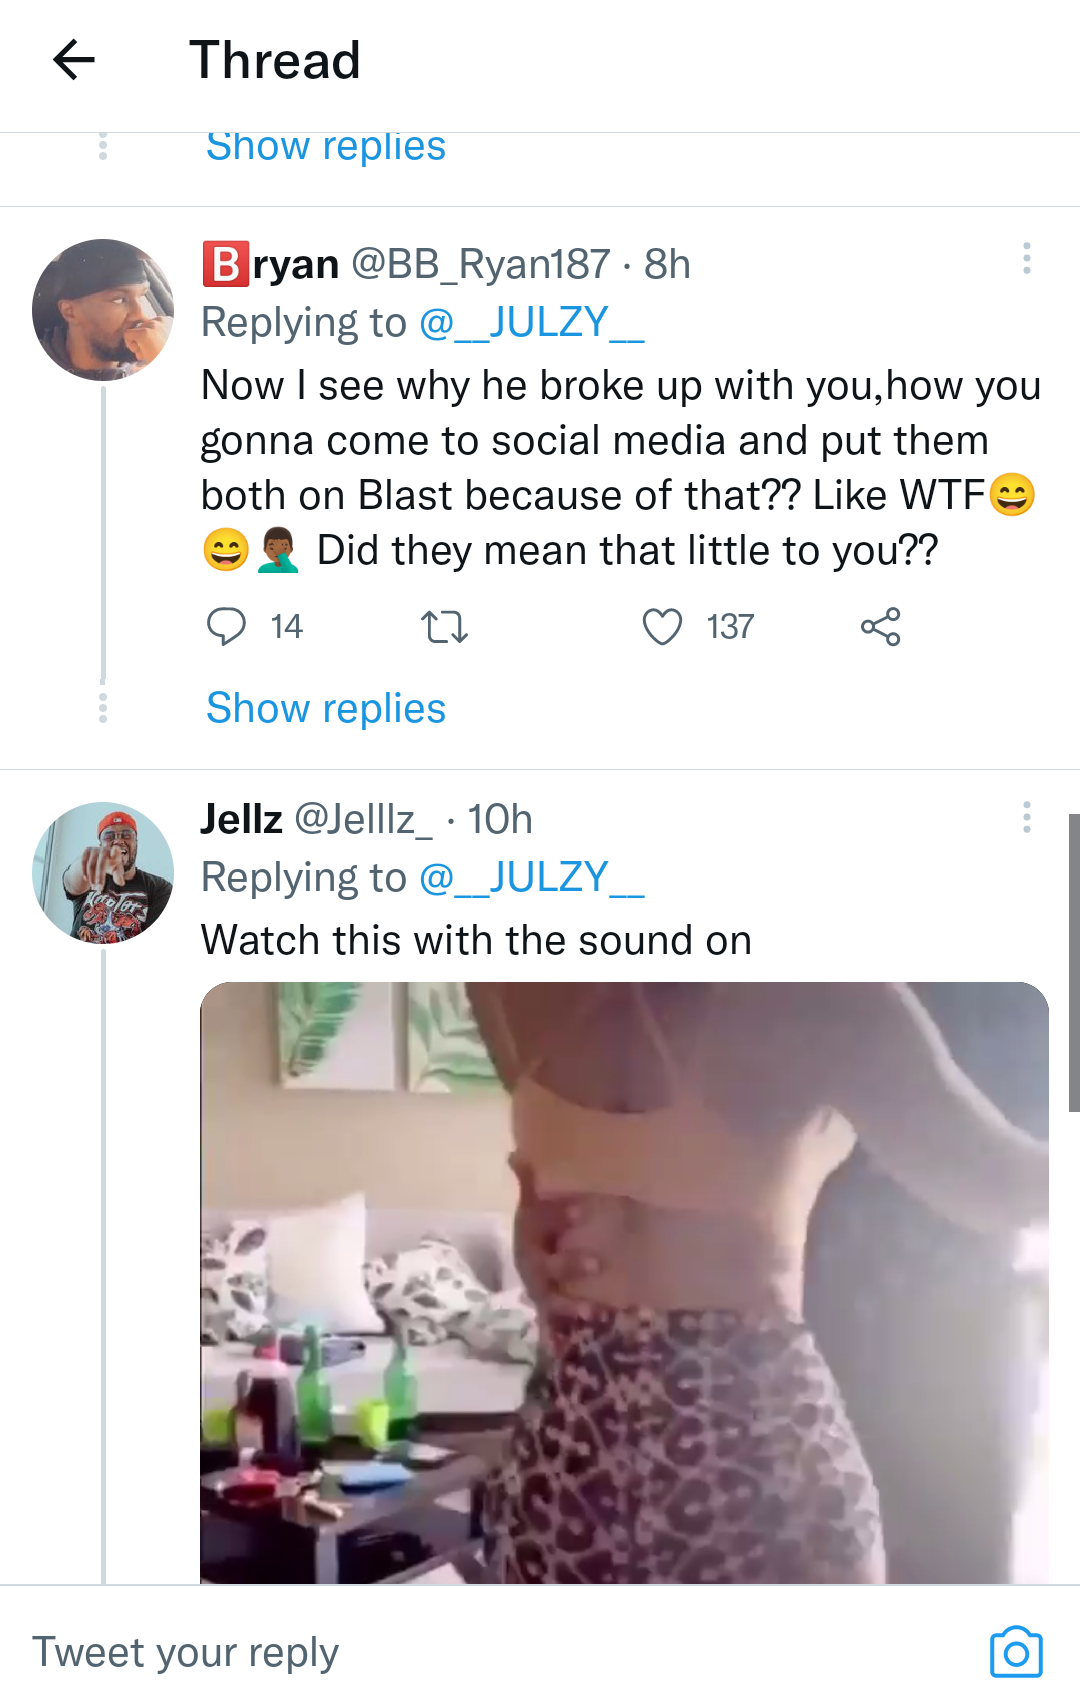 Thread
Show replies
🅱ryan @BB_Ryan187 · 8h
Replying to @__JULZY__
Now I see why he broke up with you,how you
gonna come to social media and put them
both on Blast because of that?? Like WTF😄
😄🤦🏾‍♂️ Did they mean that little to you??
14 137
Show replies
Jellz @Jelllz_ · 10h
Replying to @__JULZY__
Watch this with the sound on
Tweet your reply